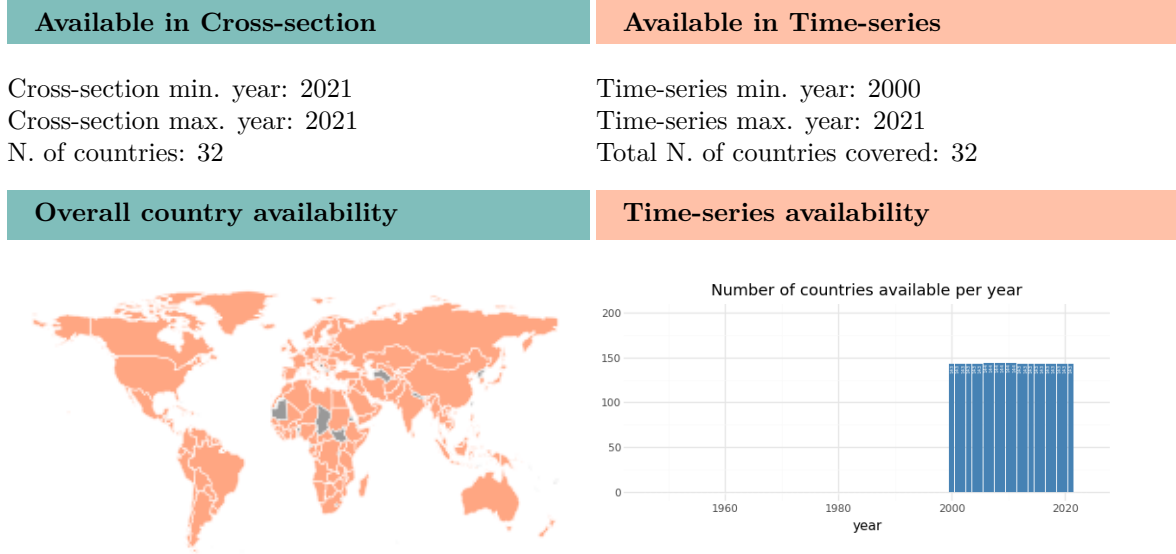 Available in Cross-section
Available in Time-series
Cross-section min. year: 2021
Cross-section max. year: 2021
N. of countries: 32
Time-series min. year: 2000
Time-series max. year: 2021
Total N. of countries covered: 32
Overall country availability
Time-series availability
Number of countries available per year
200
150
100
50
0
1960
1980
2000
2020
year